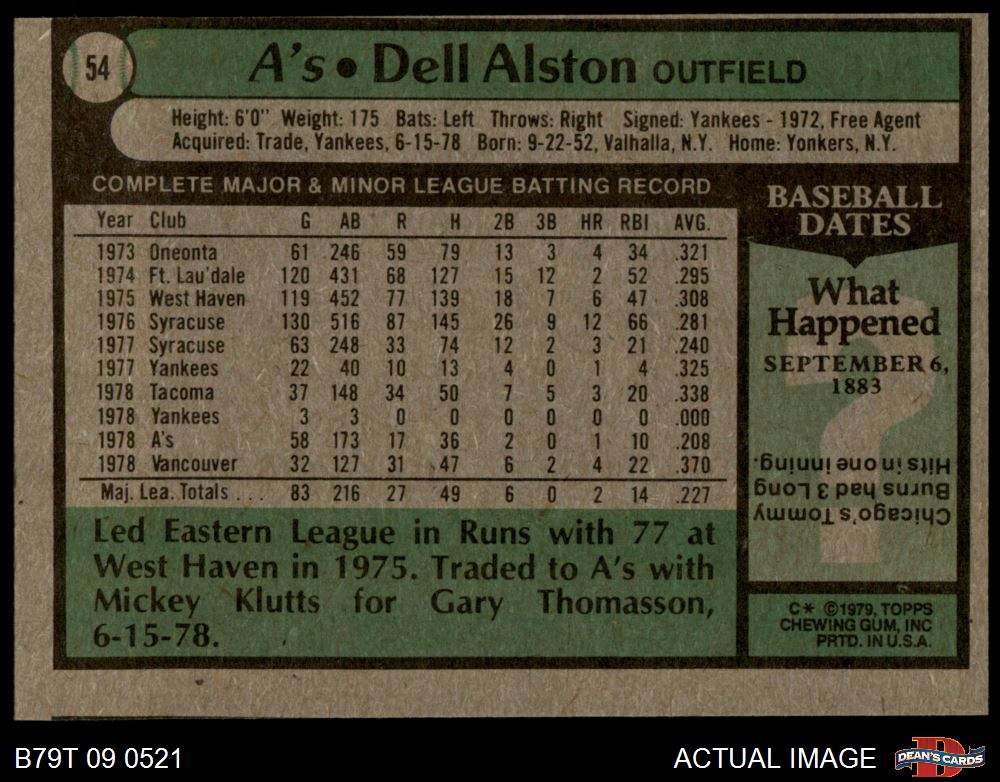 54
A's • Dell Alston OUTFIELD
Height: 6'0" Weight: 175 Bats: Left Throws: Right Signed: Yankees - 1972, Free Agent
Acquired: Trade, Yankees, 6-15-78 Born: 9-22-52, Valhalla, N.Y. Home: Yonkers, N.Y.
COMPLETE MAJOR & MINOR LEAGUE BATTING RECORD
Year Club G AB R H 2B 3B HR RBI AVG.
1973 Oneonta 61 246 59 79 13 3 4 34 .321
1974 Ft. Lau'dale 120 431 68 127 15 12 2 52 .295
1975 West Haven 119 452 77 139 18 7 6 47 .308
1976 Syracuse 130 516 87 145 26 9 12 66 .281
1977 Syracuse 63 248 33 74 12 2 3 21 .240
1977 Yankees 22 40 10 13 4 0 1 4 .325
1978 Tacoma 37 148 34 50 7 5 3 20 .338
1978 Yankees 3 3 0 0 0 0 0 0 .000
1978 A's 58 173 17 36 2 0 1 10 .208
1978 Vancouver 32 127 31 47 6 2 4 22 .370
Maj. Lea. Totals . . . 83 216 27 49 6 0 2 14 .227
Led Eastern League in Runs with 77 at
West Haven in 1975. Traded to A's with
Mickey Klutts for Gary Thomasson,
6-15-78.
BASEBALL
DATES
What
Happened
SEPTEMBER 6,
1883
?
Chicago's Tommy
Burns had 3 Long
Hits in one inning.
C* ©1979, TOPPS
CHEWING GUM, INC
PRTD. IN U.S.A.
B79T 09 0521
ACTUAL IMAGE
D
DEAN'S CARDS